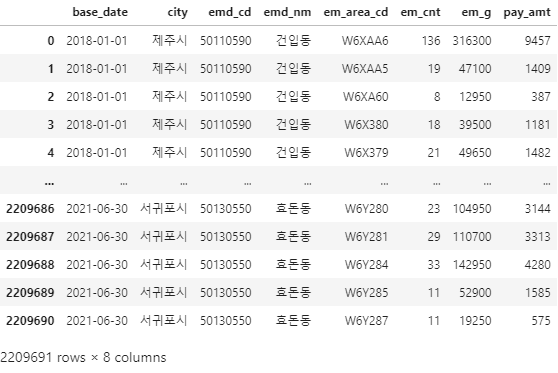 base_date city emd_cd emd_nm em_area_cd em_cnt em_g pay_amt
0 2018-01-01 제주시 50110590 건입동 W6XAA6 136 316300 9457
1 2018-01-01 제주시 50110590 건입동 W6XAA5 19 47100 1409
2 2018-01-01 제주시 50110590 건입동 W6XA60 8 12950 387
3 2018-01-01 제주시 50110590 건입동 W6X380 18 39500 1181
4 2018-01-01 제주시 50110590 건입동 W6X379 21 49650 1482
... ... ... ... ... ... ... ... ...
2209686 2021-06-30 서귀포시 50130550 효돈동 W6Y280 23 104950 3144
2209687 2021-06-30 서귀포시 50130550 효돈동 W6Y281 29 110700 3313
2209688 2021-06-30 서귀포시 50130550 효돈동 W6Y284 33 142950 4280
2209689 2021-06-30 서귀포시 50130550 효돈동 W6Y285 11 52900 1585
2209690 2021-06-30 서귀포시 50130550 효돈동 W6Y287 11 19250 575
2209691 rows × 8 columns